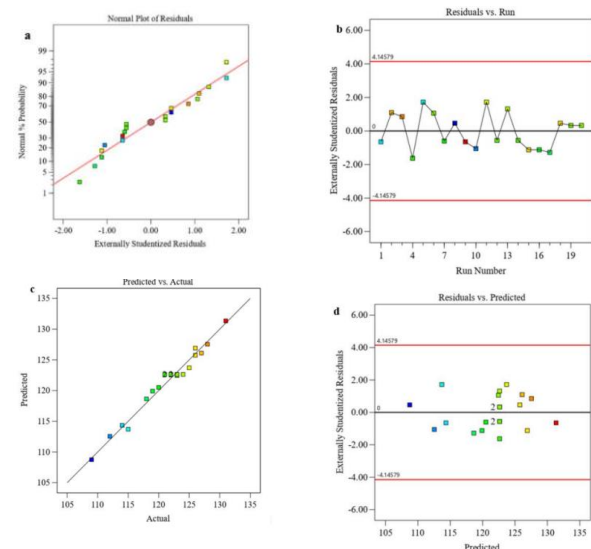 Normal Plot of Residuals
a
Normal % Probability
99
95
90
80
70
50
30
20
10
5
1
-2.00 -1.00 0.00 1.00 2.00
Externally Studentized Residuals
Residuals vs. Run
b
Externally Studentized Residuals
6.00
4.14579
4.00
2.00
0
0.00
-2.00
-4.00
-4.14579
-6.00
1 4 7 10 13 16 19
Run Number
Predicted vs. Actual
c
Predicted
135
130
125
120
115
110
105
105 110 115 120 125 130 135
Actual
Residuals vs. Predicted
d
Externally Studentized Residuals
6.00
4.14579
4.00
2.00
0
0.00
2
2
-2.00
-4.00
-4.14579
-6.00
105 110 115 120 125 130 135
Predicted